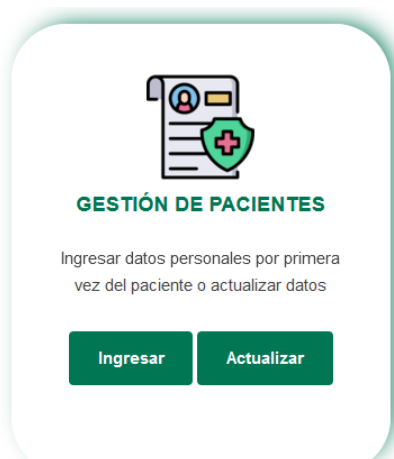 GESTIÓN DE PACIENTES
Ingresar datos personales por primera
vez del paciente o actualizar datos
Ingresar Actualizar